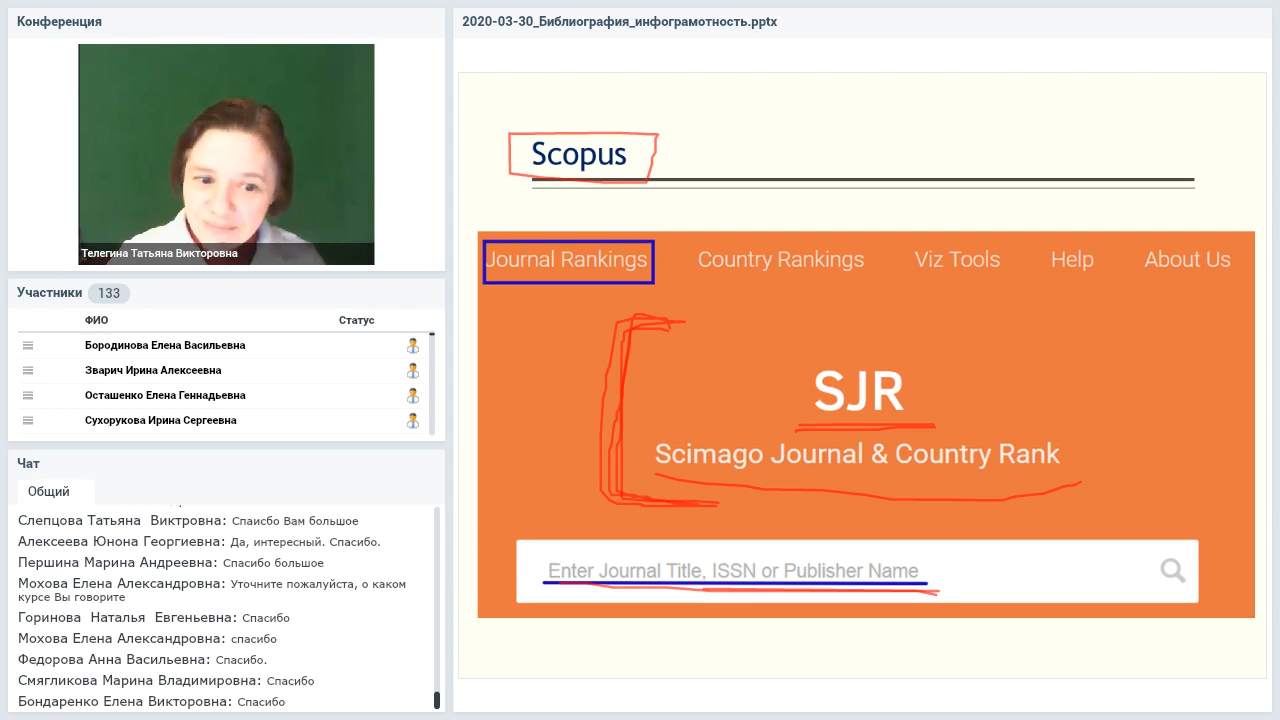 Конференция
Телегина Татьяна Викторовна
Участники 133
ФИО Статус
Бородинова Елена Васильевна
Зварич Ирина Алексеевна
Осташенко Елена Геннадьевна
Сухорукова Ирина Сергеевна
Чат
Общий
Слепцова Татьяна Виктровна: Спаисбо Вам большое
Алексеева Юнона Георгиевна: Да, интересный. Спасибо.
Першина Марина Андреевна: Спасибо большое
Мохова Елена Александровна: Уточните пожалуйста, о каком
курсе Вы говорите
Горинова Наталья Евгеньевна: Спасибо
Мохова Елена Александровна: спасибо
Федорова Анна Васильевна: Спасибо.
Смягликова Марина Владимировна: Спасибо
Бондаренко Елена Викторовна: Спасибо
2020-03-30_Библиография_инфограмотность.pptx
Scopus
Journal Rankings Country Rankings Viz Tools Help About Us
SJR
Scimago Journal & Country Rank
Enter Journal Title, ISSN or Publisher Name